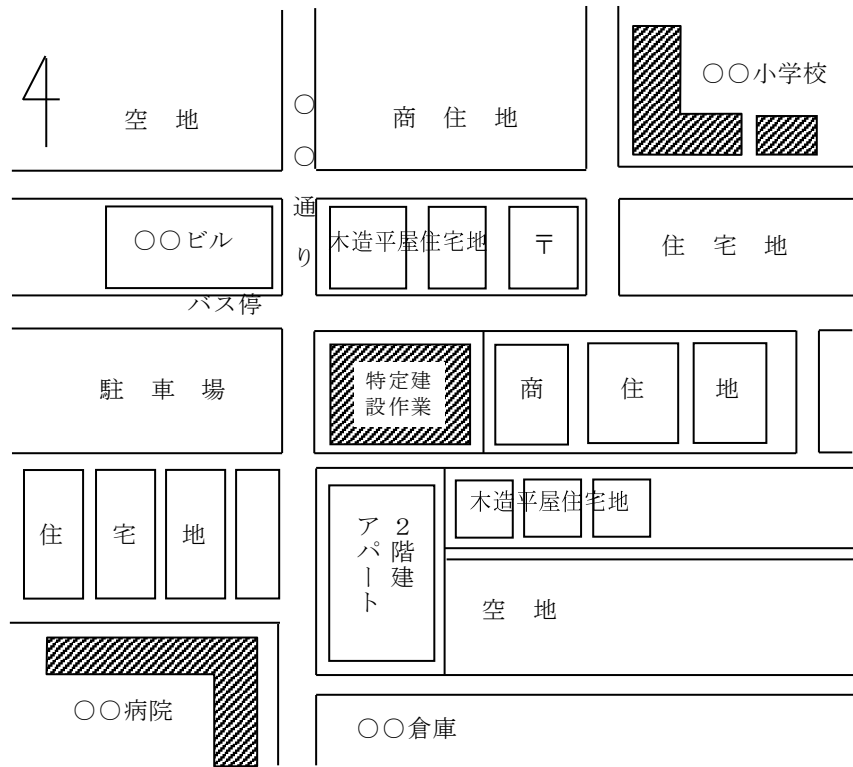 ○○小学校
空 地
商 住 地
○○通り
○○ビル
木造平屋住宅地
〒
住 宅 地
バス停
駐 車 場
特定建
設作業
商 住 地
木造平屋住宅地
住 宅 地
2階建
アパート
空 地
○○病院
○○倉庫